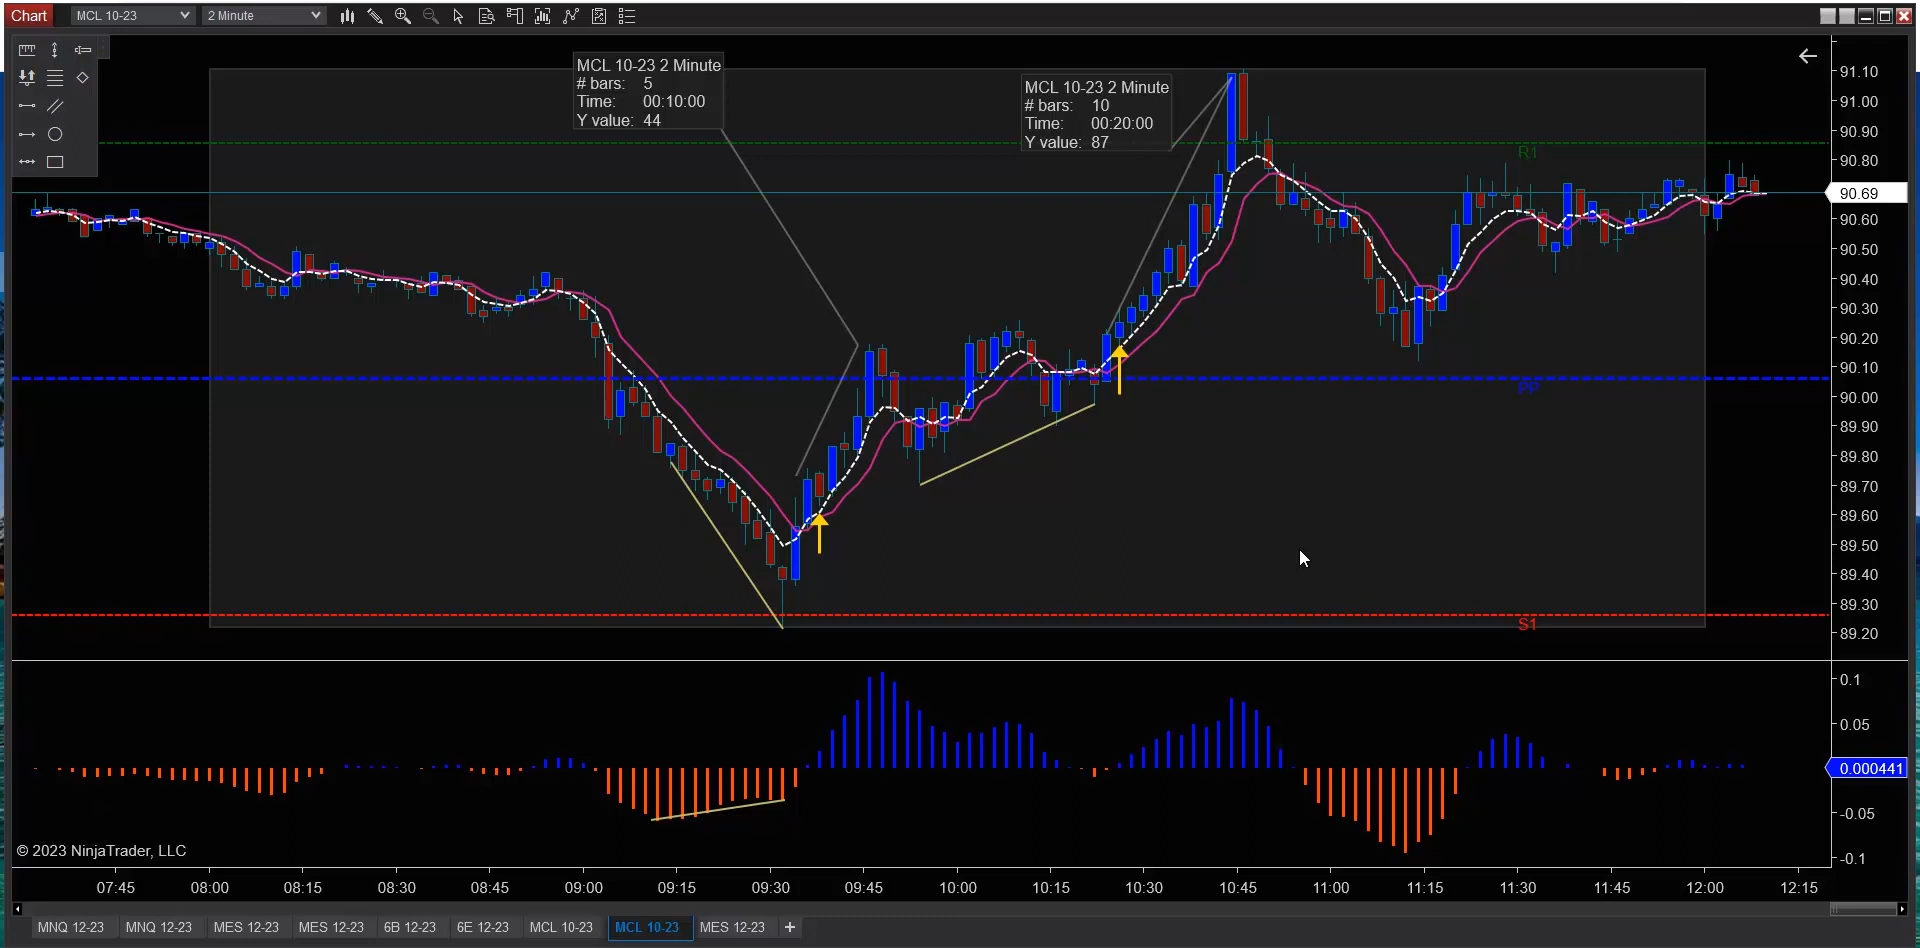 Chart MCL 10-23 2 Minute
MCL 10-23 2 Minute
# bars: 5
Time: 00:10:00
Y value: 44
MCL 10-23 2 Minute
# bars: 10
Time: 00:20:00
Y value: 87
R1
PP
S1
91.10
91.00
90.90
90.80
90.69
90.60
90.50
90.40
90.30
90.20
90.10
90.00
89.90
89.80
89.70
89.60
89.50
89.40
89.30
89.20
0.1
0.05
0.000441
-0.05
-0.1
© 2023 NinjaTrader, LLC
07:45 08:00 08:15 08:30 08:45 09:00 09:15 09:30 09:45 10:00 10:15 10:30 10:45 11:00 11:15 11:30 11:45 12:00 12:15
MNQ 12-23 MNQ 12-23 MES 12-23 MES 12-23 6B 12-23 6E 12-23 MCL 10-23 MCL 10-23 MES 12-23 +